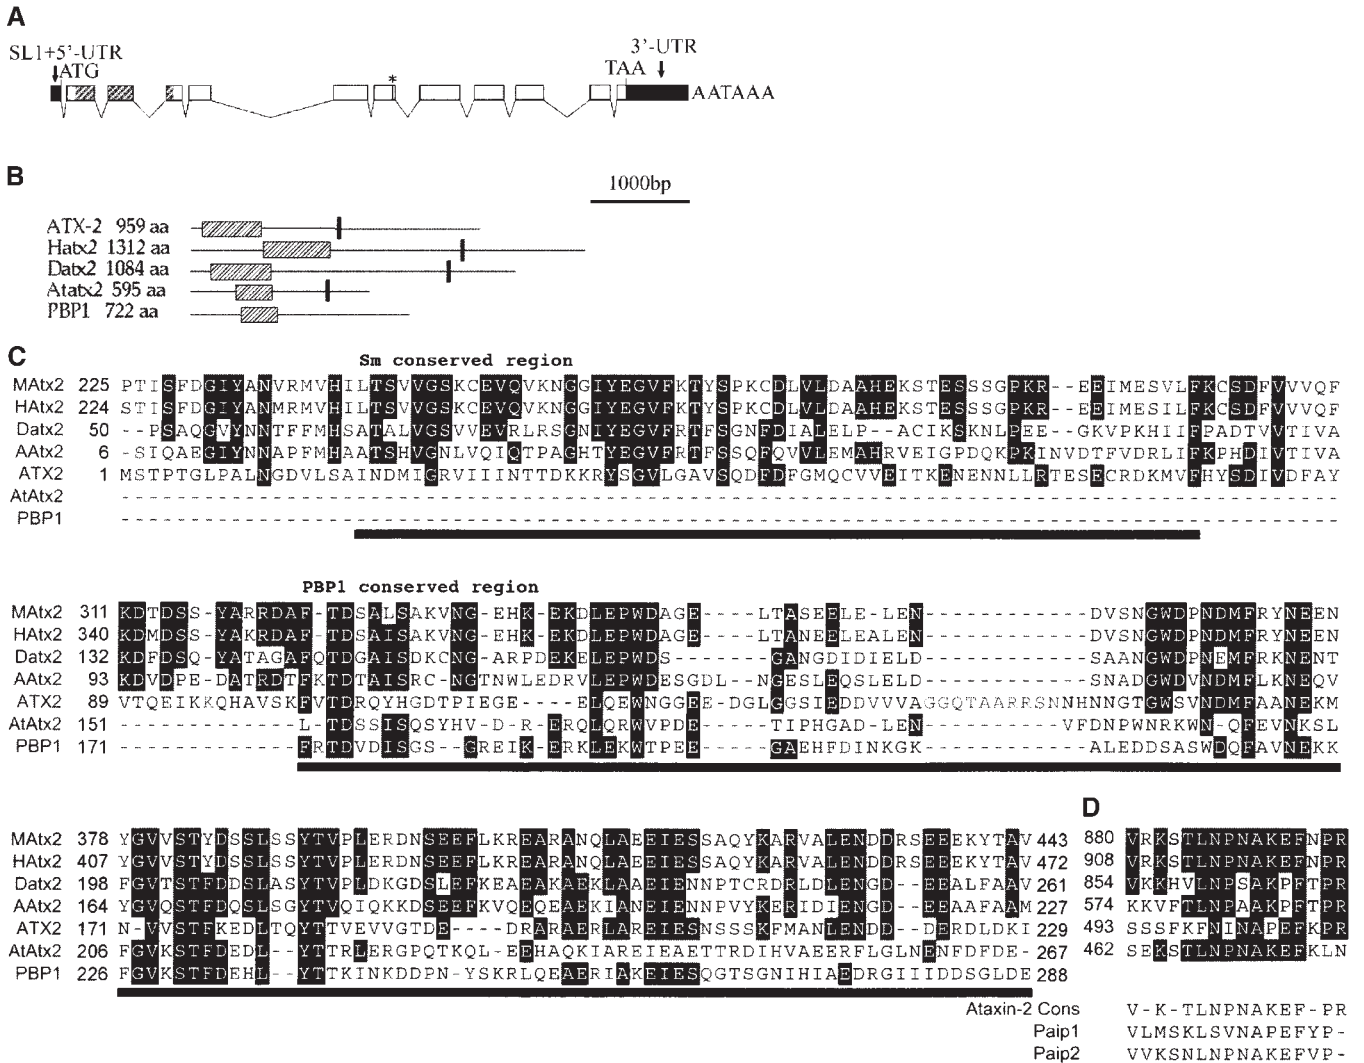 A
SL1+5'-UTR
ATG
*
3'-UTR
TAA
AATAAA
B
1000bp
ATX-2 959 aa
Hatx2 1312 aa
Datx2 1084 aa
Atatx2 595 aa
PBP1 722 aa
C
Sm conserved region
MAtx2 225 PTISFDGIYANVRMVHILTSVVGSKCEVQVKNGGIYEGVFKTYSPKCDLVLDAAHEKSTESSSGPKR--EEIMESVLFKCSDFVVVQF
HAtx2 224 STISFDGIYANMRMVHILTSVVGSKCEVQVKNGGIYEGVFKTYSPKCDLVLDAAHEKSTESSSGPKR--EEIMESILFKCSDFVVVQF
Datx2 50 --PSAQGVYNNTFFMHSATALVGSVVEVRLRSGNIYEGVFRTFSGNFDIALELP--ACIKSKNLPEE--GKVPKHIIFPADTVVTIVA
AAtx2 6 -SIQAEGIYNNAPFMHAATSHVGNLVQIQTPAGHTYEGVFRTFSSQFQVVLEMAHRVEIGPDQKPKINVDTFVDRLIFKPHDIVTIVA
ATX2 1 MSTPTGLPALNGDVLSAINDMIGRVIIINTTDKKRYSGVLGAVSQDFDFGMQCVVEITKENENNLLRTESECRDKMVFHYSDIVDFAY
AtAtx2 ----------------------------------------------------------------------------------------
PBP1 ----------------------------------------------------------------------------------------
PBP1 conserved region
MAtx2 311 KDTDSS-YARRDAF-TDSALSAKVNG-EHK-EKDLEPWDAGE-----LTASEELE-LEN------------DVSNGWDPNDMFRYNEEN
HAtx2 340 KDMDSS-YAKRDAF-TDSAISAKVNG-EHK-EKDLEPWDAGE-----LTANEELEALEN------------DVSNGWDPNDMFRYNEEN
Datx2 132 KDFDSQ-YATAGAFQTDGAISDKCNG-ARPDEKELEPWDS-------GANGDIDIELD-------------SAANGWDPNEMFRKNENT
AAtx2 93 KDVDPE-DATRDTFKTDTAISRC-NGTNWLEDRVLEPWDESGDL--NGESLEQSLELD-------------SNADGWDVNDMFLKNEQV
ATX2 89 VTQEIKKQHAVSKFVTDRQYHGDTPIEGE----ELQEWNGGEE-DGLGGSIEDDVVVAGGQTAARRSNNHNNGTGWSVNDMFAANEKM
AtAtx2 151 -------------L-TDSSISQSYHV-D-R-ERQLQRWVPDE-----TIPHGAD-LEN----------VFDNPWNRKWN-QFEVNKSL
PBP1 171 -------------FRTDVDISGS--GREIK-ERKLEKWTPEE-----GAEHFDINKGK------------ALEDDSASWDQFAVNEKK
MAtx2 378 YGVVSTYDSSLSSYTVPLERDNSEEFLKREARANQLAEEIESSAQYKARVALENDDRSEEEKYTAV 443
HAtx2 407 YGVVSTYDSSLSSYTVPLERDNSEEFLKREARANQLAEEIESSAQYKARVALENDDRSEEEKYTAV 472
Datx2 198 FGVTSTFDDSLASYTVPLDKGDSLEFKEAEAKAEKLAAEIENNPTCRDRLDLENGD--EEALFAAV 261
AAtx2 164 YGVQSTFDQSLSGYTVQIQKKDSEEFKVQEQEAEKIANEIENNPVYKERIDIENGD--EEAAFAAM 227
ATX2 171 N-VVSTFKEDLTQYTTVEVVGTDE----DRARAERLAREIESNSSSKFMANLENDD--DERDLDKI 229
AtAtx2 206 FGVKSTFDEDL-YTTRLERGPQTKQL-EEHAQKIAREIEAETTRDIHVAEERFLGLNENFDFDE- 267
PBP1 226 FGVKSTFDEHL-YTTKINKDDPN-YSKRLQEAERIAKEIESQGTSGNIHIAEDRGIIIDDSGLDE 288
D
880 VRKSTLNPNAKEFNPR
908 VRKSTLNPNAKEFNPR
854 VKKHVLNPSAKPFTPR
574 KKVFTLNPAAKPFTPR
493 SSSFKFNINAPEFKPR
462 SEKSTLNPNAKEFKLN
Ataxin-2 Cons V-K-TLNPNAKEF-PR
Paip1 VLMSKLSVNAPEFYP-
Paip2 VVKSNLNPNAKEFVP-